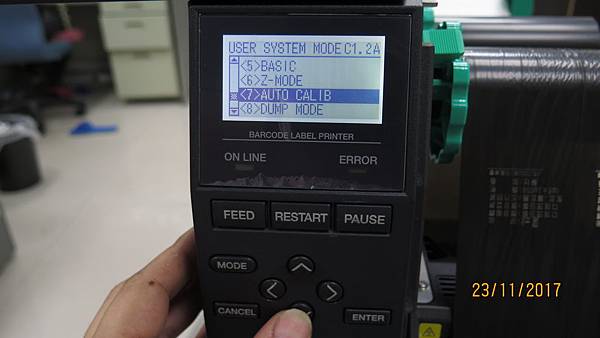 USER SYSTEM MODE C1.2A
<5>BASIC
<6>Z-MODE
<7>AUTO CALIB
<8>DUMP MODE
BARCODE LABEL PRINTER
ON LINE ERROR
FEED RESTART PAUSE
MODE
CANCEL ENTER
23/11/2017